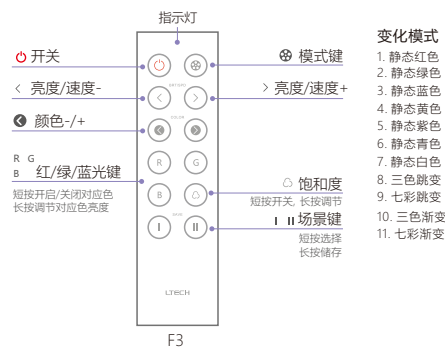 指示灯
开关
模式键
< 亮度/速度-
> 亮度/速度+
颜色-/+
R G
B 红/绿/蓝光键
短按开启/关闭对应色
长按调节对应色亮度
饱和度
短按开关, 长按调节
I II 场景键
短按选择
长按储存
COLOR
R
G
B
SAVE
I
II
LTECH
F3
变化模式
1. 静态红色
2. 静态绿色
3. 静态蓝色
4. 静态黄色
5. 静态紫色
6. 静态青色
7. 静态白色
8. 三色跳变
9. 七彩跳变
10. 三色渐变
11. 七彩渐变